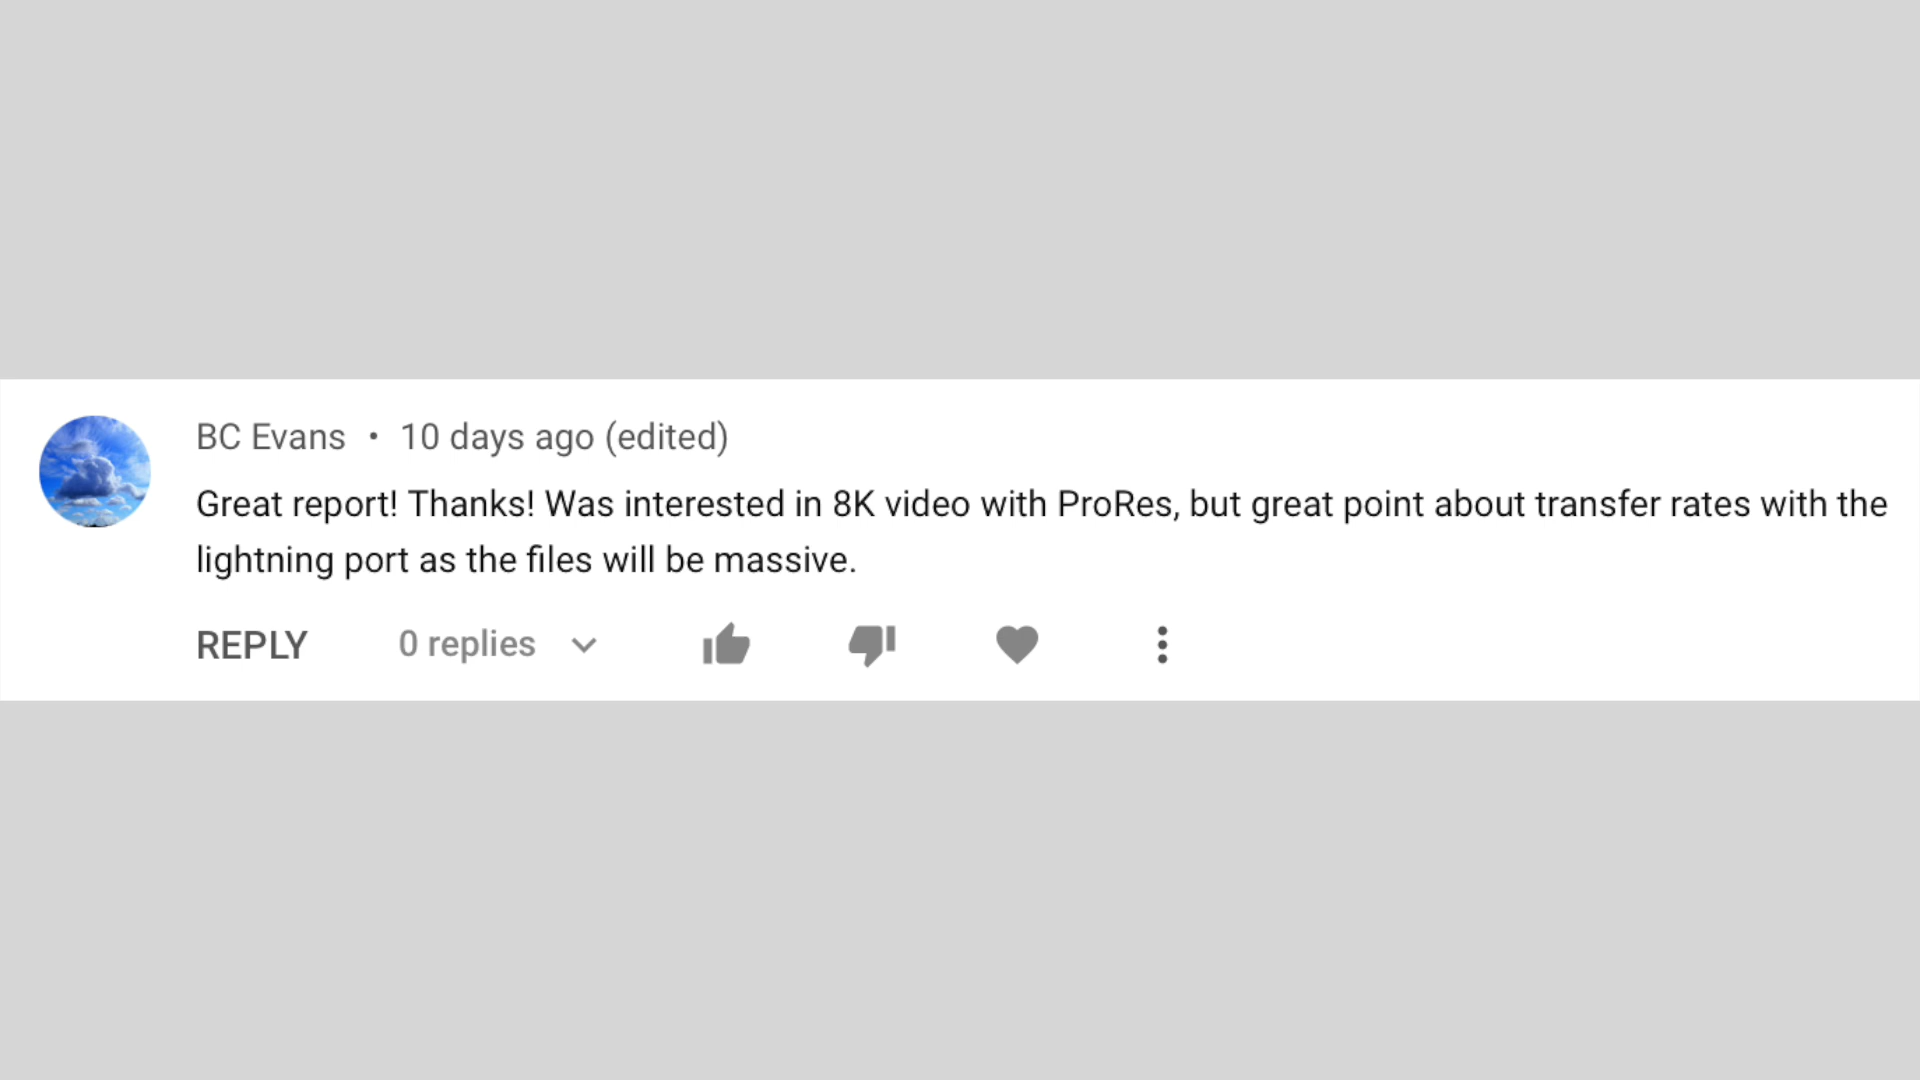 BC Evans • 10 days ago (edited)
Great report! Thanks! Was interested in 8K video with ProRes, but great point about transfer rates with the
lightning port as the files will be massive.
REPLY 0 replies